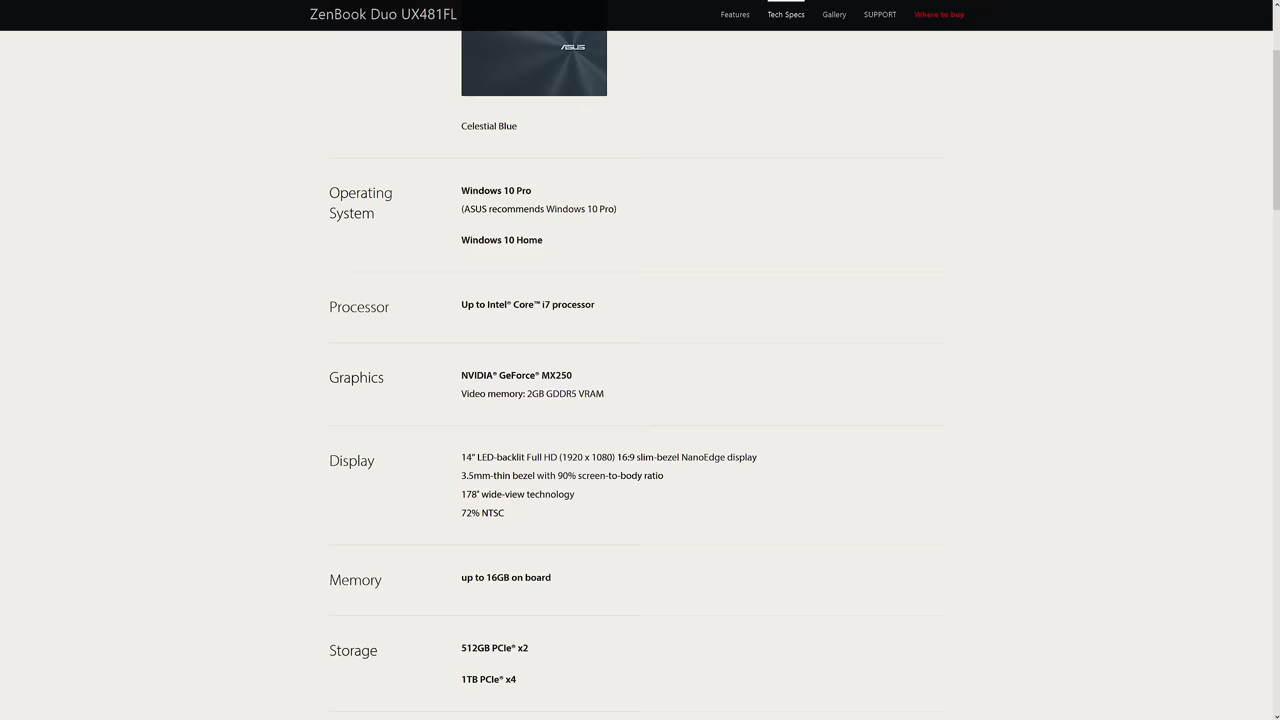 ZenBook Duo UX481FL
Features
Tech Specs
Gallery
SUPPORT
Where to buy
ASUS
Celestial Blue
Operating
System
Windows 10 Pro
(ASUS recommends Windows 10 Pro)
Windows 10 Home
Processor
Up to Intel® Core™ i7 processor
Graphics
NVIDIA® GeForce® MX250
Video memory: 2GB GDDR5 VRAM
Display
14" LED-backlit Full HD (1920 x 1080) 16:9 slim-bezel NanoEdge display
3.5mm-thin bezel with 90% screen-to-body ratio
178˚ wide-view technology
72% NTSC
Memory
up to 16GB on board
Storage
512GB PCIe® x2
1TB PCIe® x4